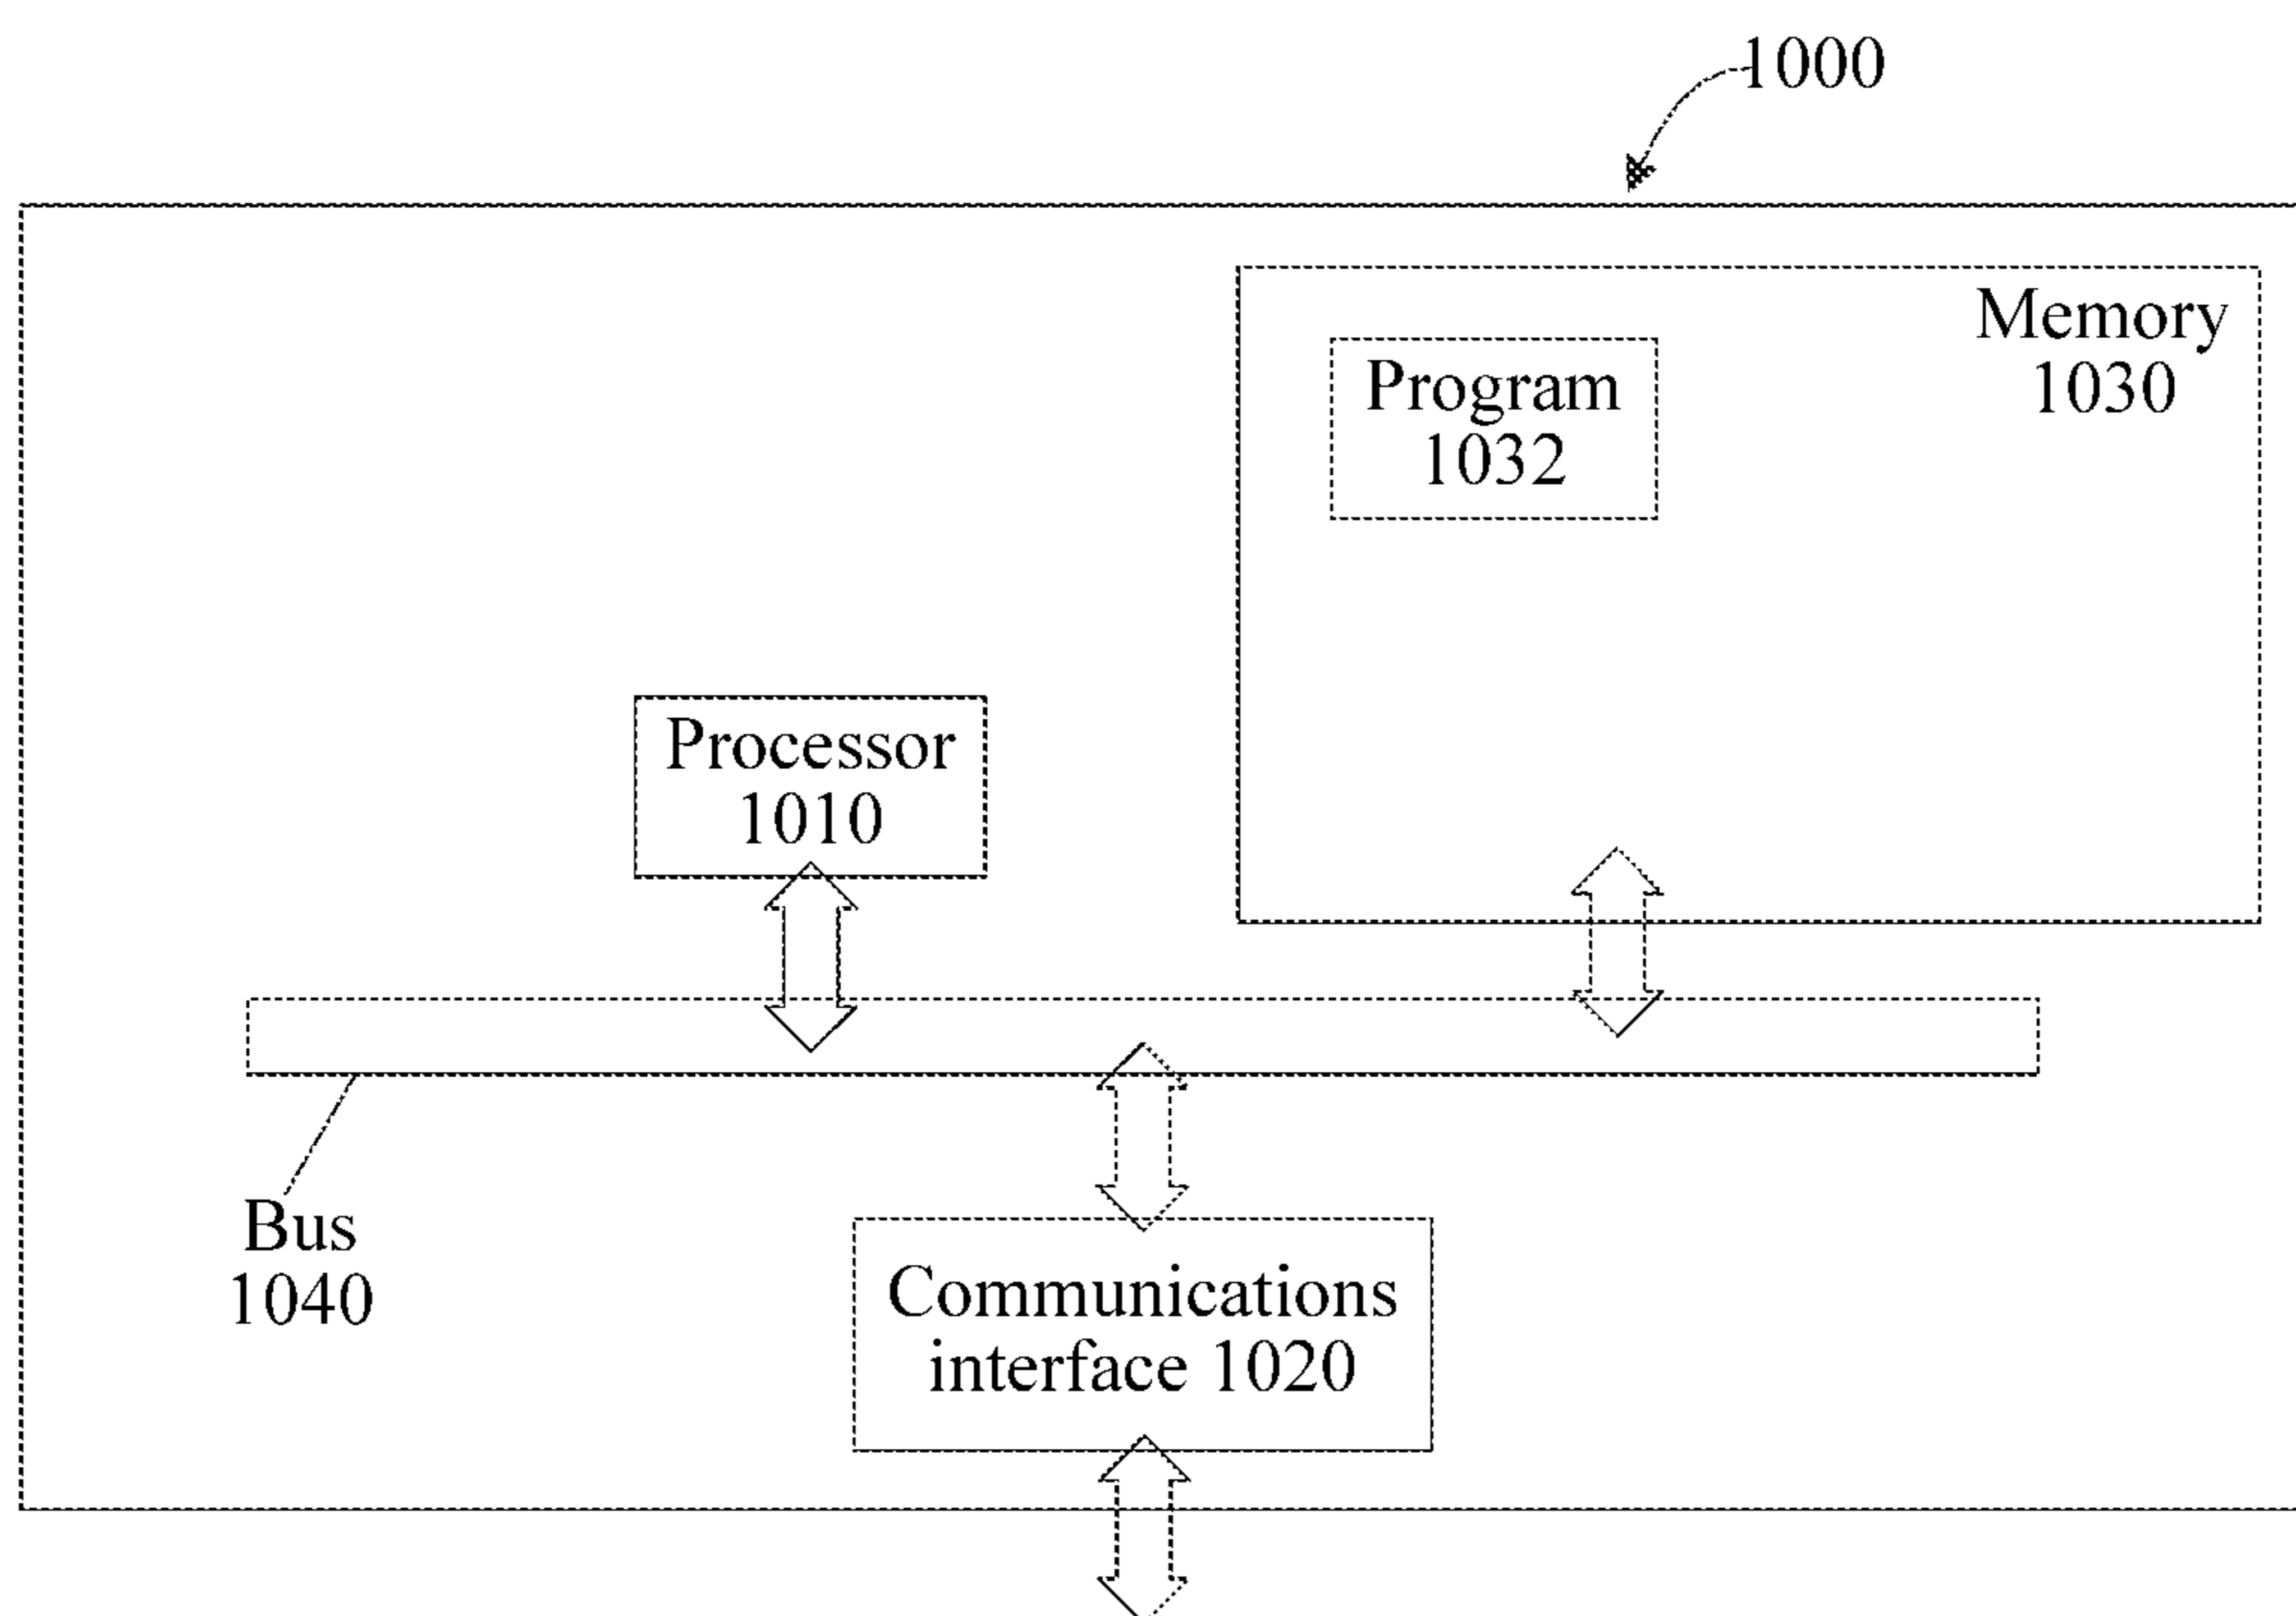 1000
Memory
1030
Program
1032
Processor
1010
Bus
1040
Communications
interface 1020